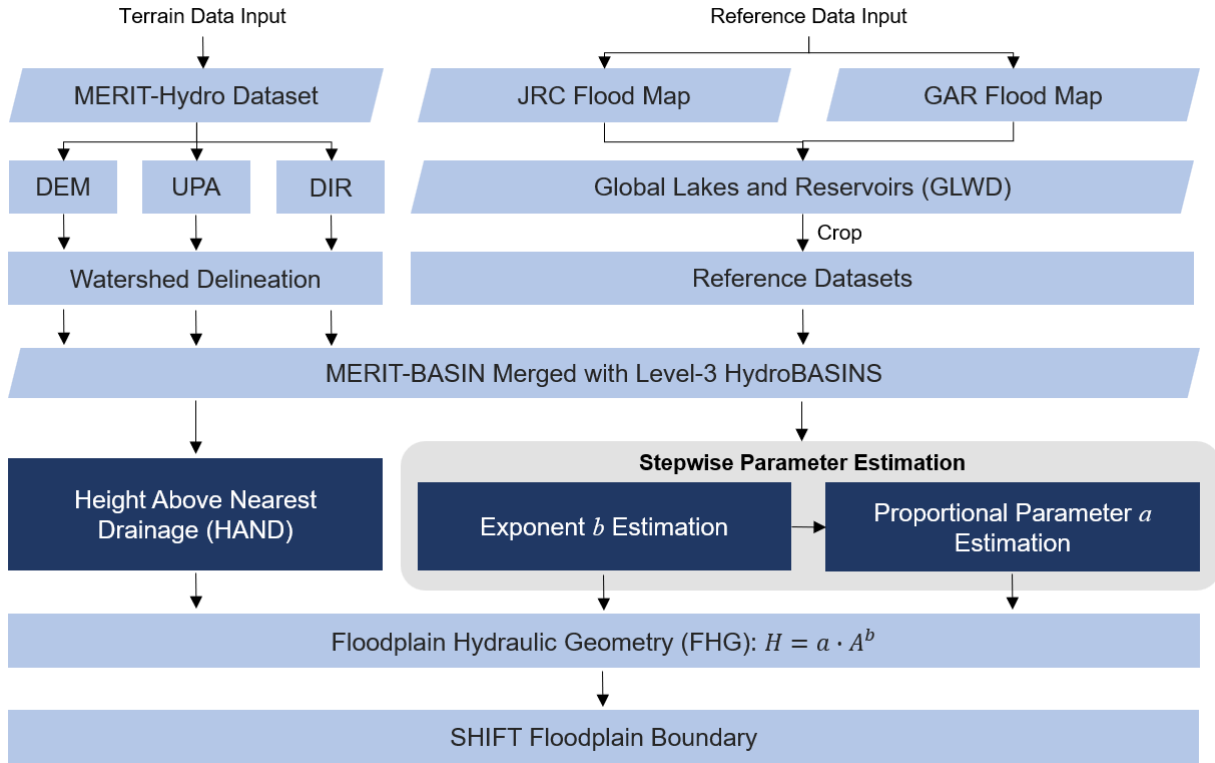 Terrain Data Input
Reference Data Input
MERIT-Hydro Dataset
JRC Flood Map
GAR Flood Map
DEM
UPA
DIR
Global Lakes and Reservoirs (GLWD)
Crop
Watershed Delineation
Reference Datasets
MERIT-BASIN Merged with Level-3 HydroBASINS
Stepwise Parameter Estimation
Height Above Nearest
Drainage (HAND)
Exponent b Estimation
Proportional Parameter a
Estimation
Floodplain Hydraulic Geometry (FHG): H = a · A^b
SHIFT Floodplain Boundary